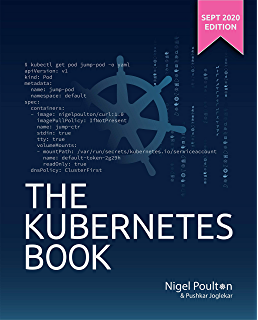 SEPT 2020
EDITION
$ kubectl get pod jump-pod -o yaml
apiVersion: v1
kind: Pod
metadata:
name: jump-pod
namespace: default
spec:
containers:
- image: nigelpoulton/curl:1.0
imagePullPolicy: IfNotPresent
name: jump-ctr
stdin: true
tty: true
volumeMounts:
- mountPath: /var/run/secrets/kubernetes.io/serviceaccount
name: default-token-2g29h
readOnly: true
dnsPolicy: ClusterFirst
THE
KUBERNETES
BOOK
Nigel Poulton
& Pushkar Joglekar